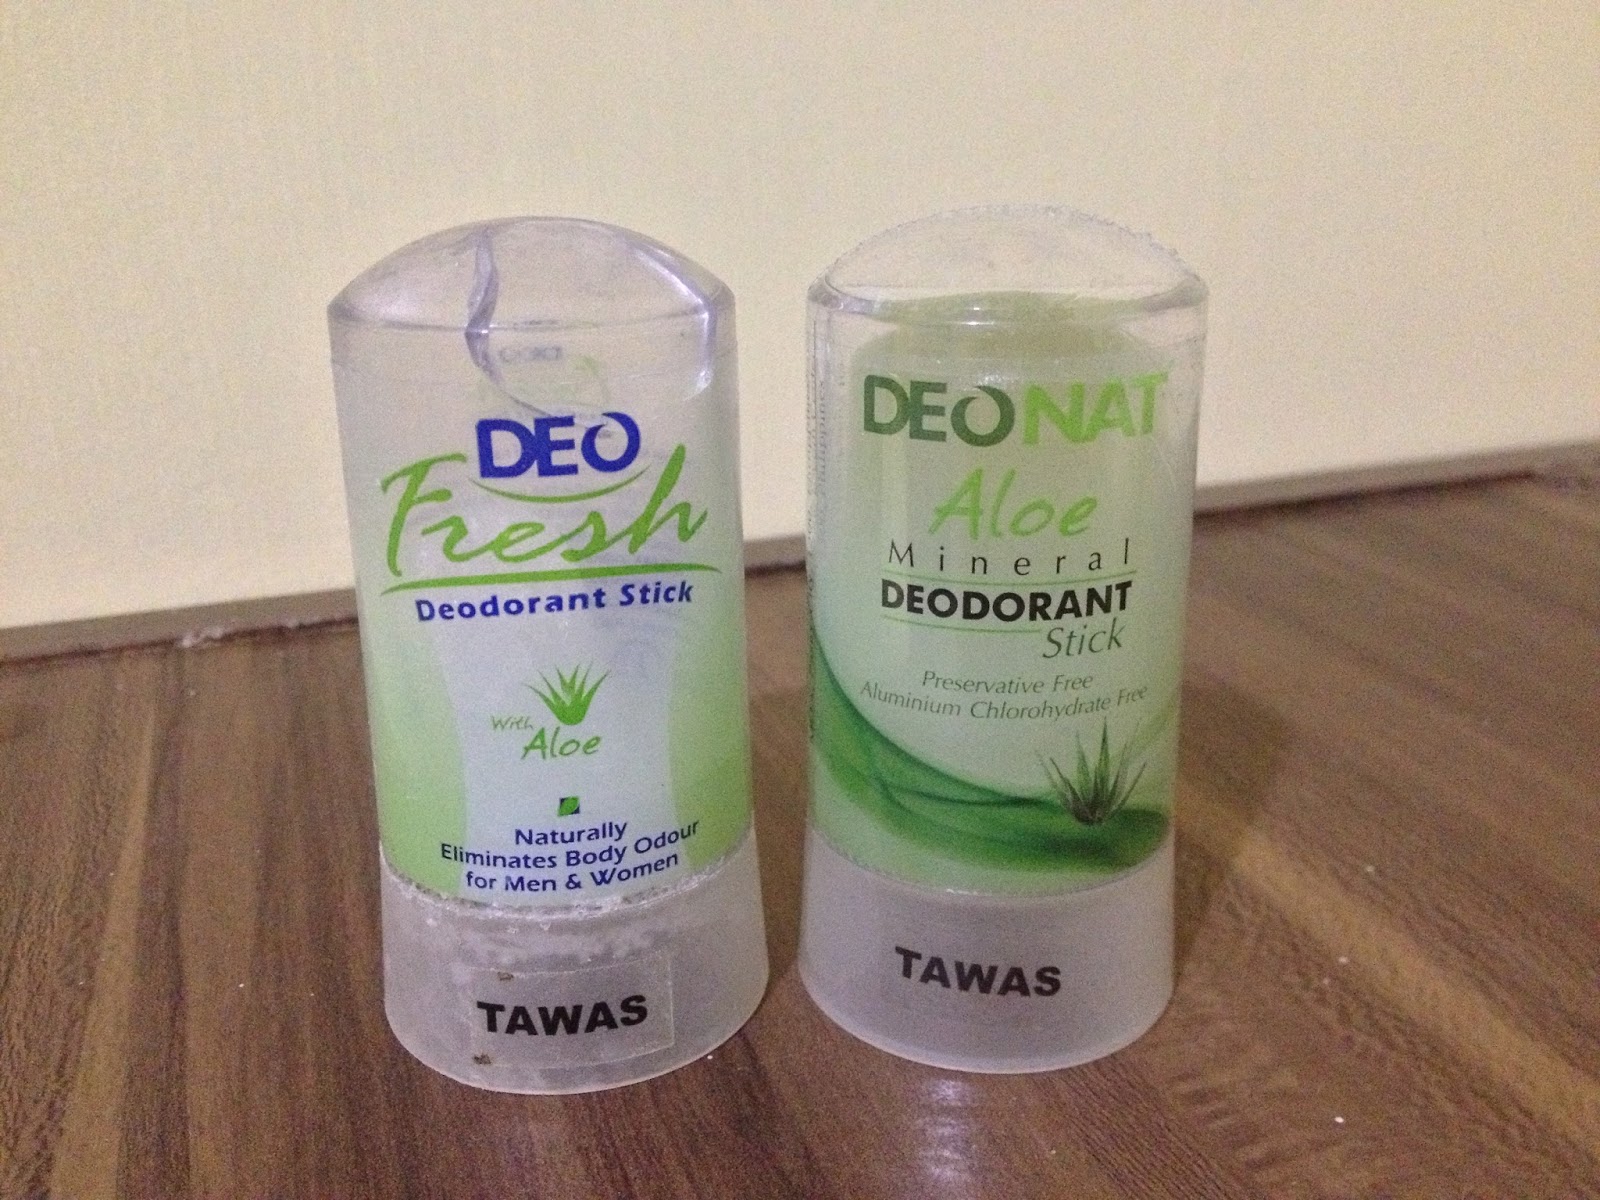 DEO
Fresh
Deodorant Stick
With
Aloe
Naturally
Eliminates Body Odour
for Men & Women
TAWAS
DEONAT
Aloe
Mineral
DEODORANT
Stick
Preservative Free
Aluminium Chlorohydrate Free
TAWAS